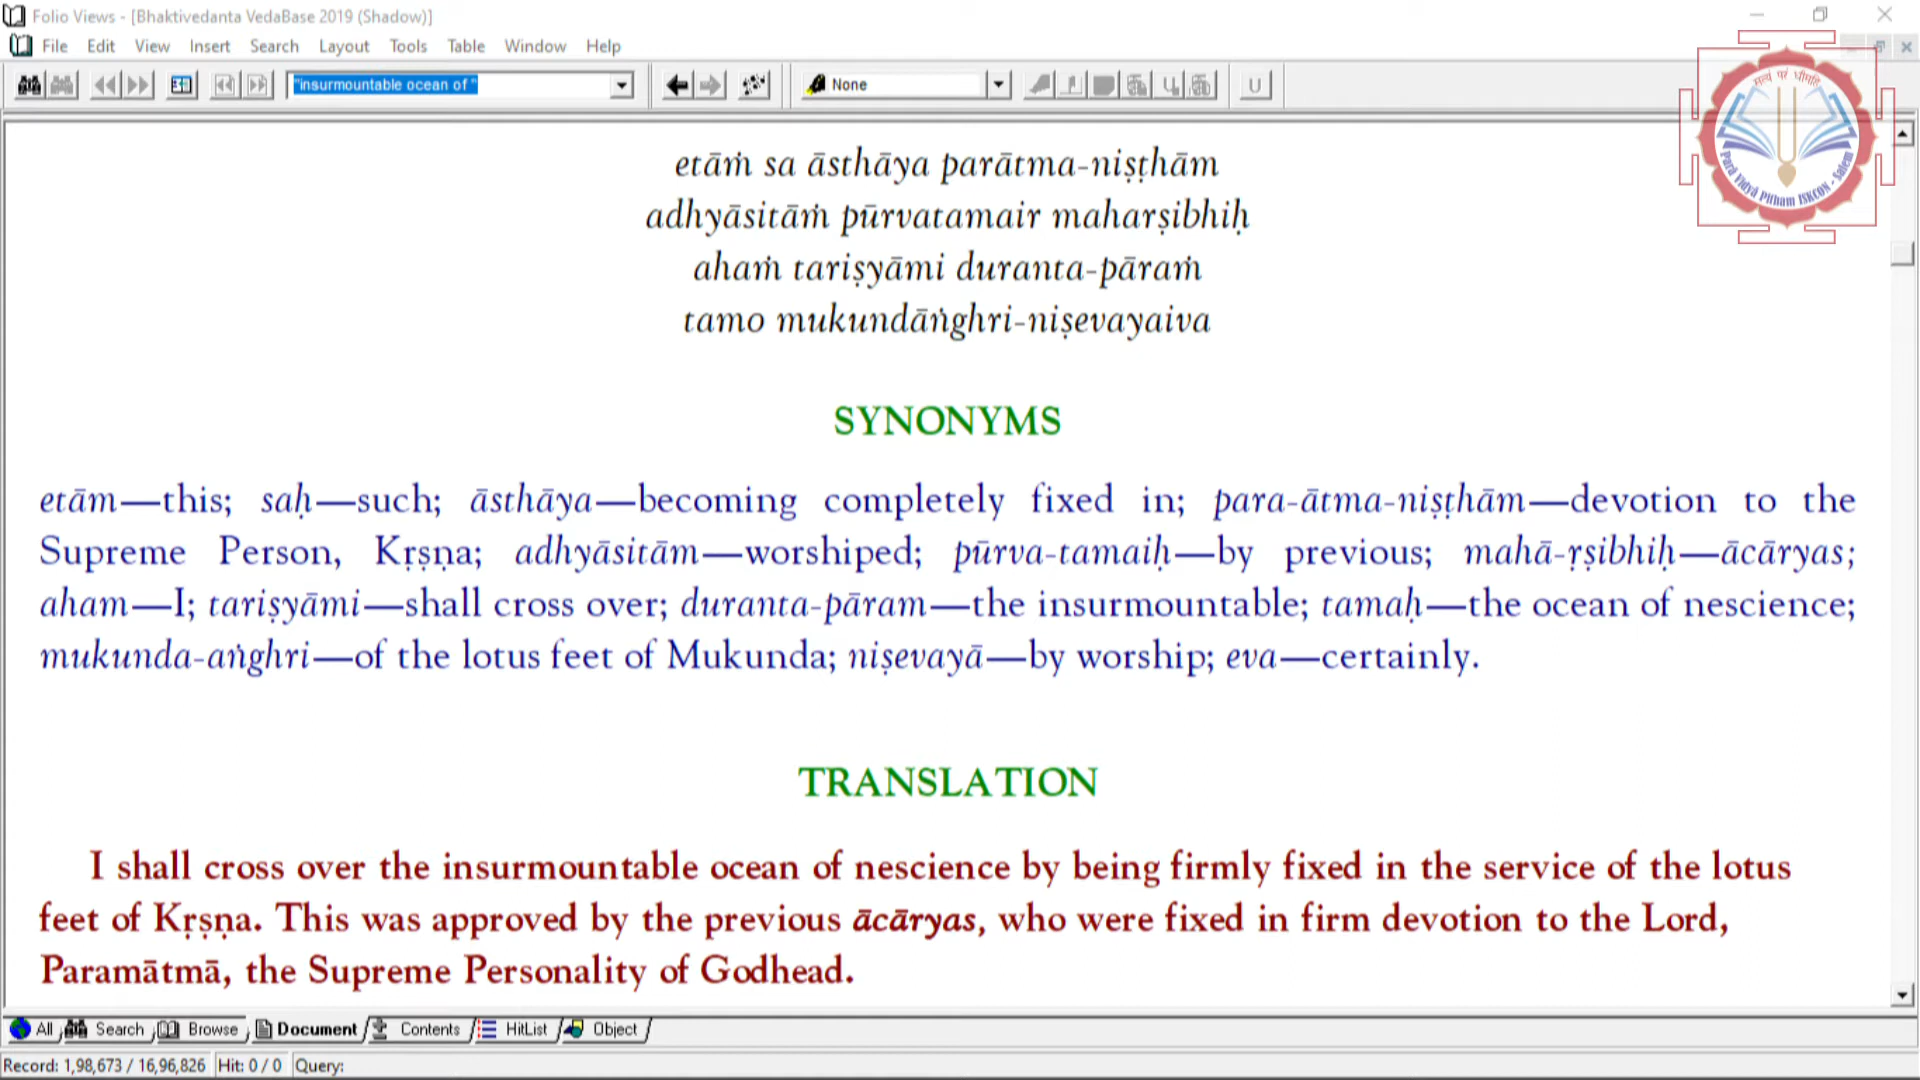 Folio Views - [Bhaktivedanta VedaBase 2019 (Shadow)]
File Edit View Insert Search Layout Tools Table Window Help
"insurmountable ocean of " None U
सत्यं परं धीमहि
Parā Vidyā Pīṭham ISKCON - Salem
etāṁ sa āsthāya parātma-niṣṭhām
adhyāsitāṁ pūrvatamair maharṣibhiḥ
ahaṁ tariṣyāmi duranta-pāraṁ
tamo mukundāṅghri-niṣevayaiva
SYNONYMS
etām—this; saḥ—such; āsthāya—becoming completely fixed in; para-ātma-niṣṭhām—devotion to the
Supreme Person, Kṛṣṇa; adhyāsitām—worshiped; pūrva-tamaiḥ—by previous; mahā-ṛṣibhiḥ—ācāryas;
aham—I; tariṣyāmi—shall cross over; duranta-pāram—the insurmountable; tamaḥ—the ocean of nescience;
mukunda-aṅghri—of the lotus feet of Mukunda; niṣevayā—by worship; eva—certainly.
TRANSLATION
I shall cross over the insurmountable ocean of nescience by being firmly fixed in the service of the lotus
feet of Kṛṣṇa. This was approved by the previous ācāryas, who were fixed in firm devotion to the Lord,
Paramātmā, the Supreme Personality of Godhead.
All Search Browse Document Contents HitList Object
Record: 1,98,673 / 16,96,826 Hit: 0 / 0 Query: